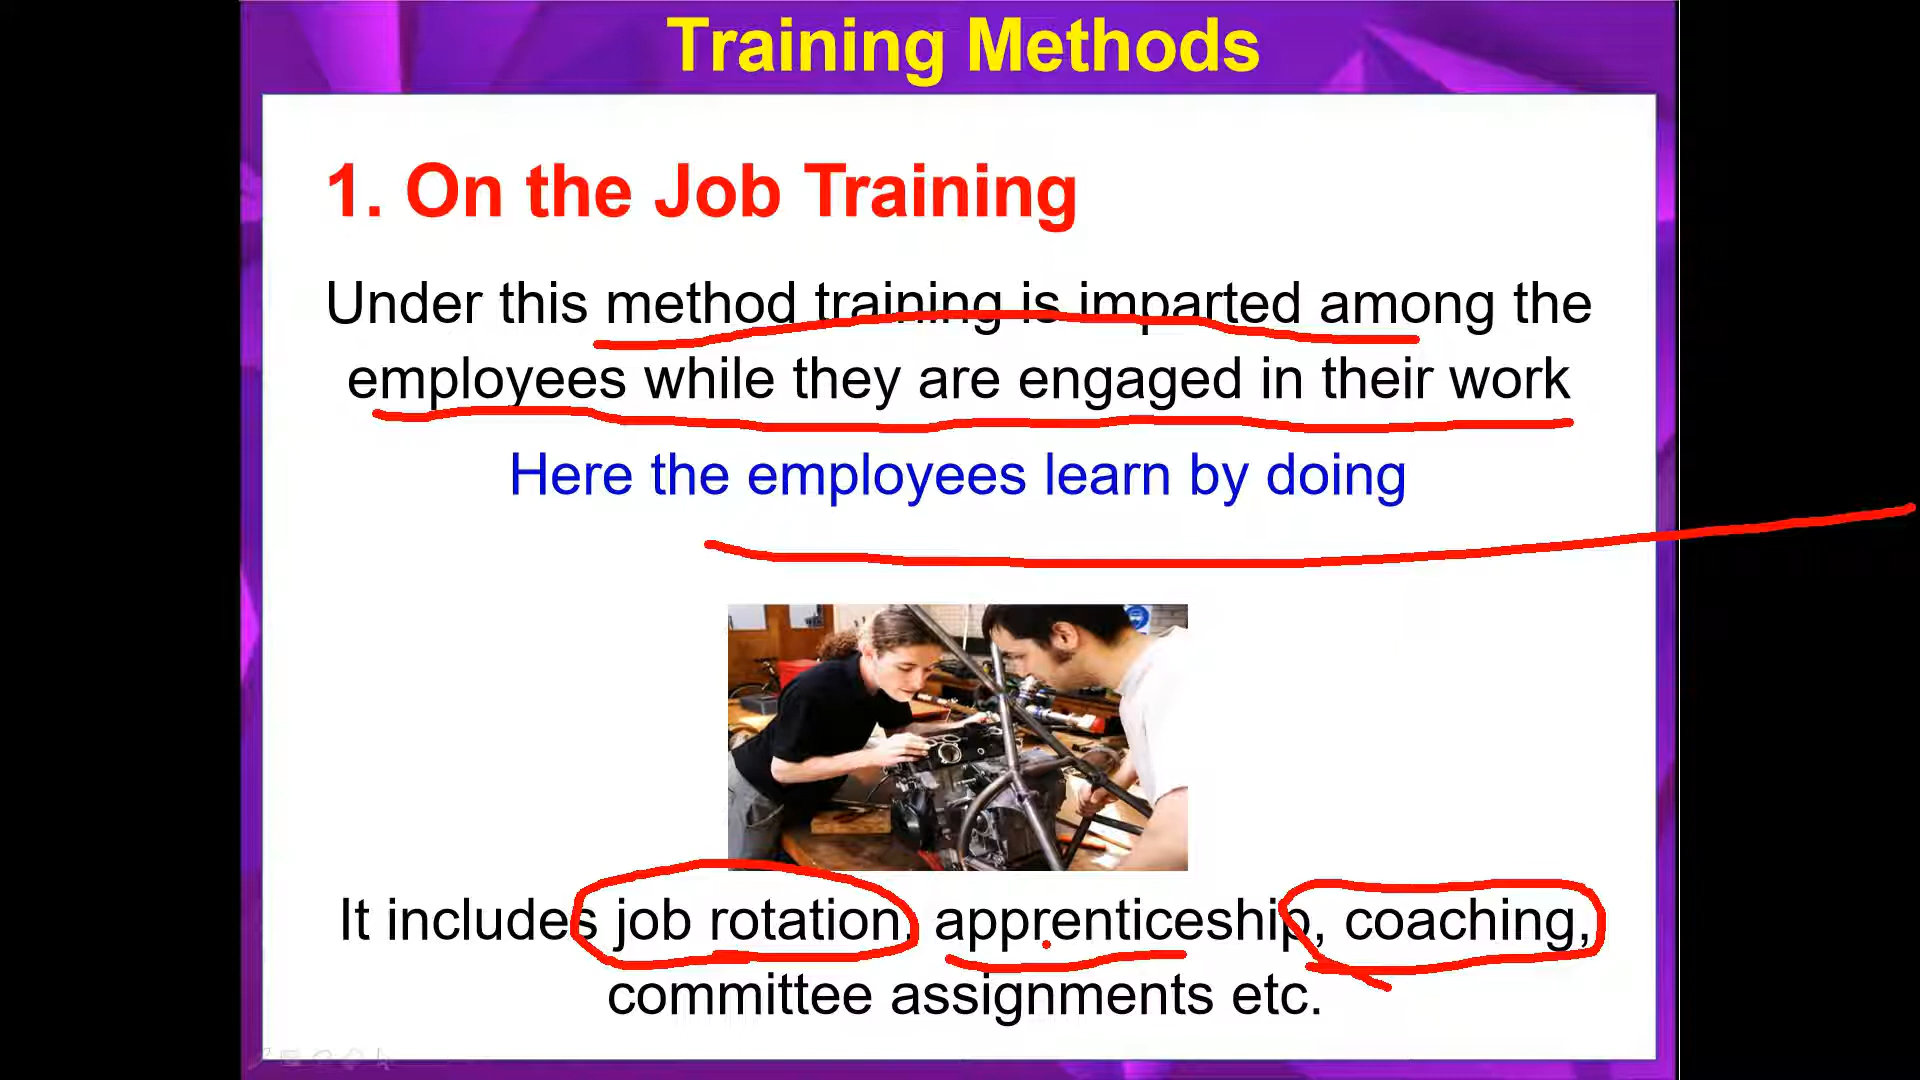 Training Methods
1. On the Job Training
Under this method training is imparted among the
employees while they are engaged in their work
Here the employees learn by doing
It includes job rotation, apprenticeship, coaching,
committee assignments etc.